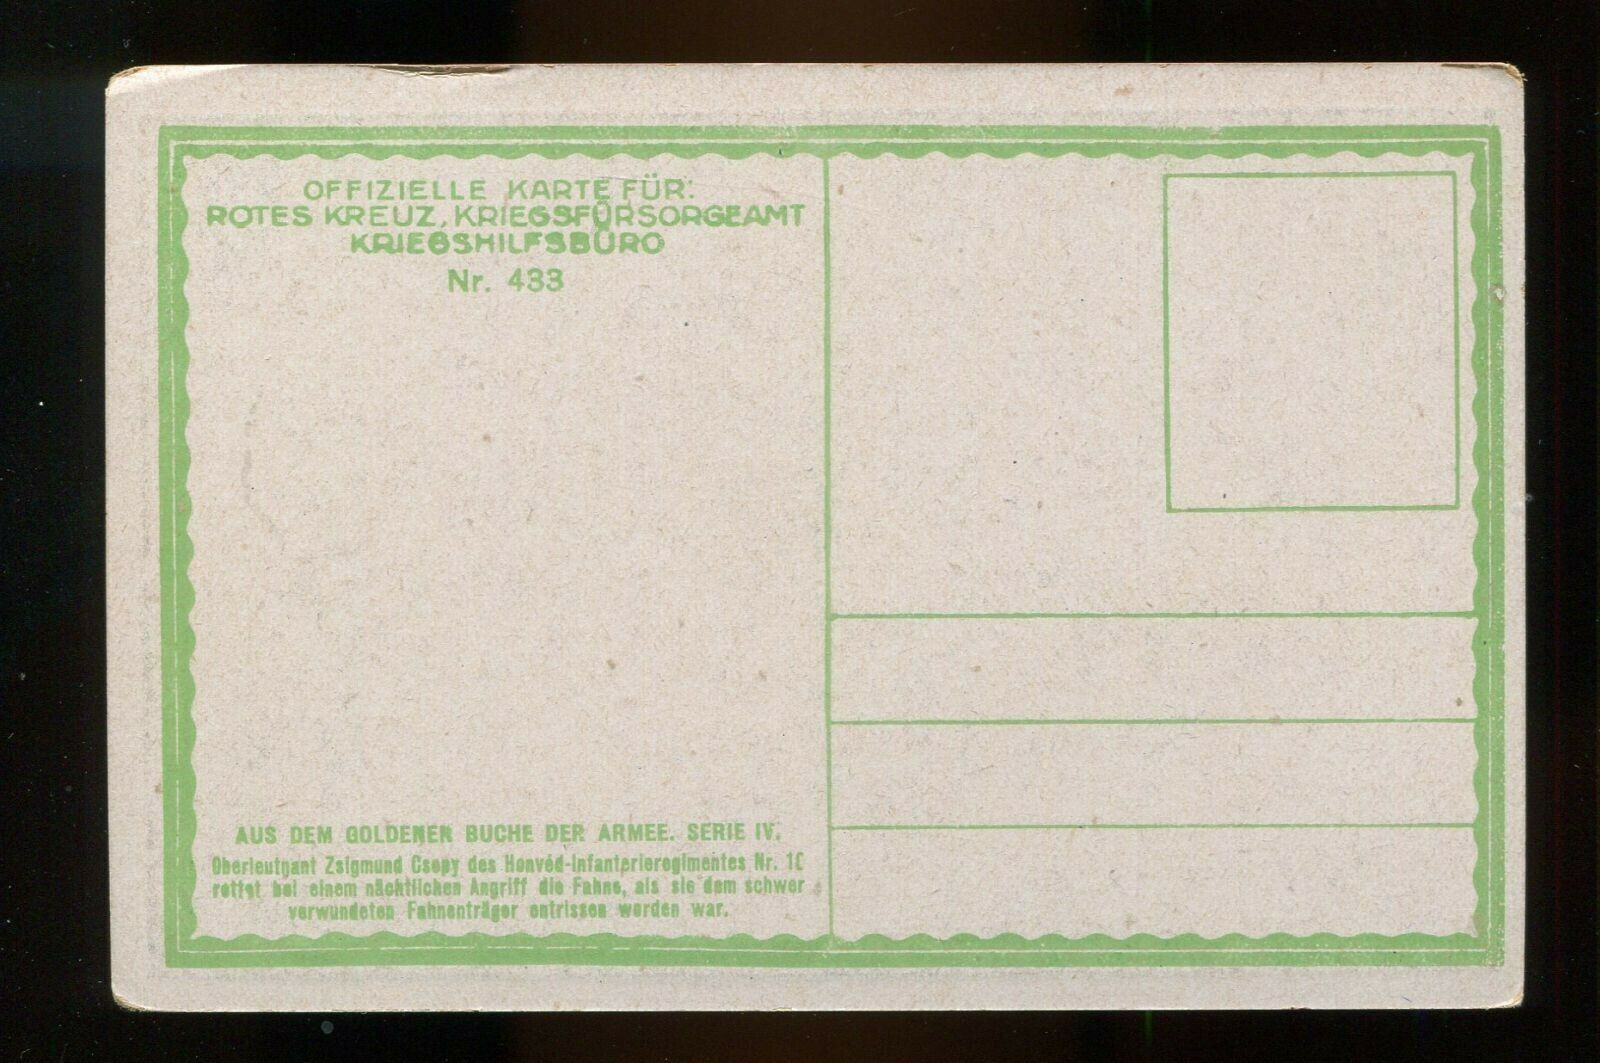 OFFIZIELLE KARTE FÜR:
ROTES KREUZ, KRIEGSFÜRSORGEAMT
KRIEGSHILFSBÜRO
Nr. 433
AUS DEM GOLDENEN BUCHE DER ARMEE. SERIE IV.
Oberleutnant Zsigmund Csepy des Honvéd-Infanterieregimentes Nr. 10
rettet bei einem nächtlichen Angriff die Fahne, als sie dem schwer
verwundeten Fahnenträger entrissen worden war.